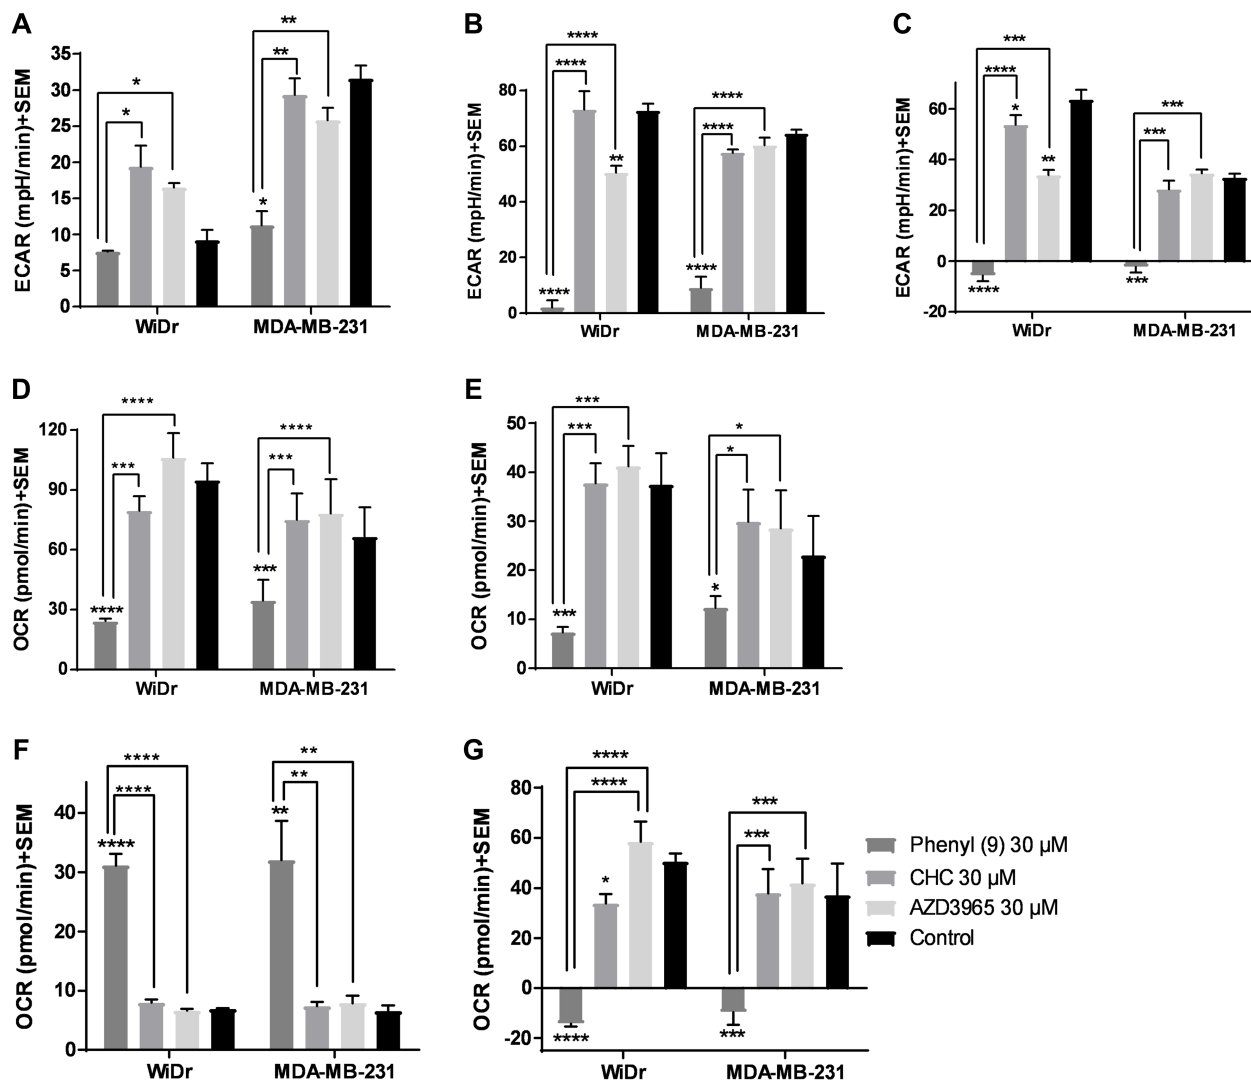 A
ECAR (mpH/min)+SEM
35
30
25
20
15
10
5
0
*
*
**
**
*
WiDr
MDA-MB-231
B
ECAR (mpH/min)+SEM
80
60
40
20
0
****
****
**
****
****
****
****
WiDr
MDA-MB-231
C
ECAR (mpH/min)+SEM
60
40
20
0
-20
***
****
*
**
****
***
***
***
WiDr
MDA-MB-231
D
OCR (pmol/min)+SEM
120
90
60
30
0
****
***
****
****
***
***
WiDr
MDA-MB-231
E
OCR (pmol/min)+SEM
50
40
30
20
10
0
***
***
***
*
*
*
WiDr
MDA-MB-231
F
OCR (pmol/min)+SEM
40
30
20
10
0
****
****
****
**
**
**
WiDr
MDA-MB-231
G
OCR (pmol/min)+SEM
80
60
40
20
0
-20
****
****
*
****
***
***
***
WiDr
MDA-MB-231
Phenyl (9) 30 µM
CHC 30 µM
AZD3965 30 µM
Control